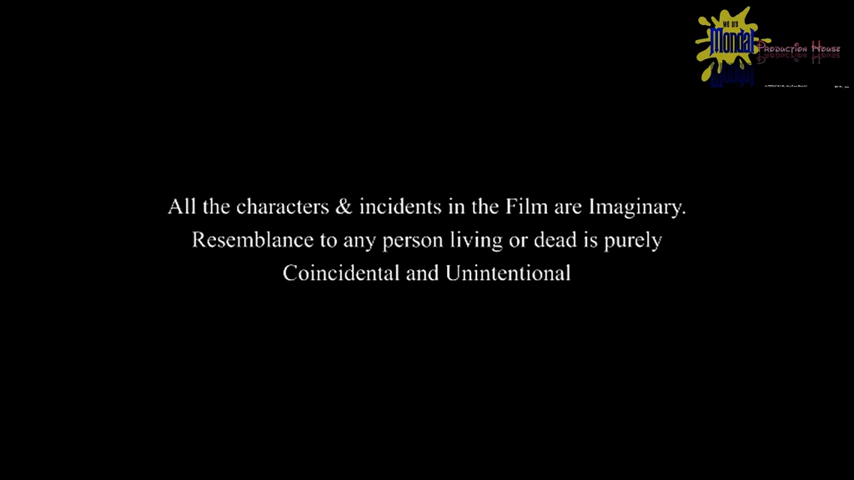 Mondal
Production House
All the characters & incidents in the Film are Imaginary.
Resemblance to any person living or dead is purely
Coincidental and Unintentional